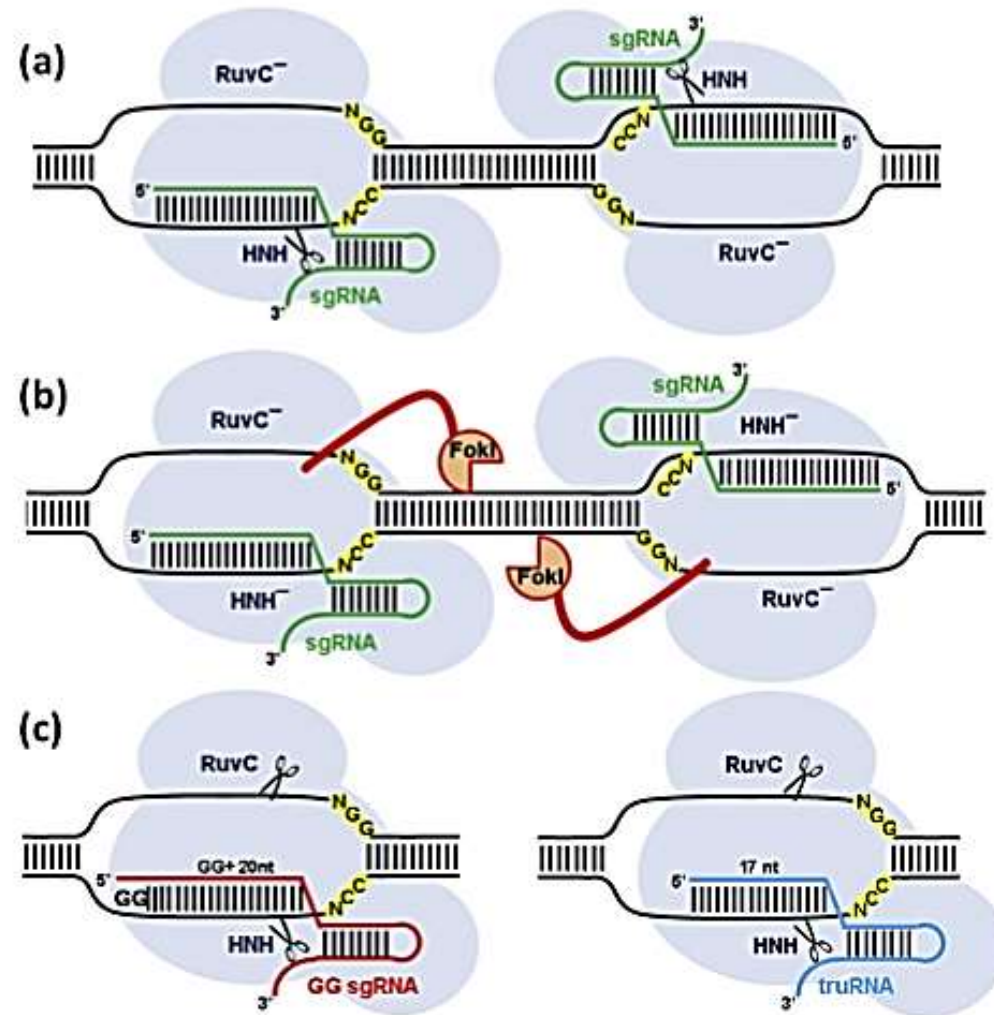 (a)
RuvC⁻
NGG
5'
NCC
HNH
sgRNA
3'
sgRNA
3'
HNH
CCN
5'
GGN
RuvC⁻
(b)
RuvC⁻
FokI
NGG
5'
NCC
HNH⁻
sgRNA
3'
sgRNA
3'
HNH⁻
CCN
5'
GGN
FokI
RuvC⁻
(c)
RuvC
NGG
GG+ 20nt
5'
GG
NCC
HNH
GG sgRNA
3'
RuvC
NGG
17 nt
5'
NCC
HNH
truRNA
3'